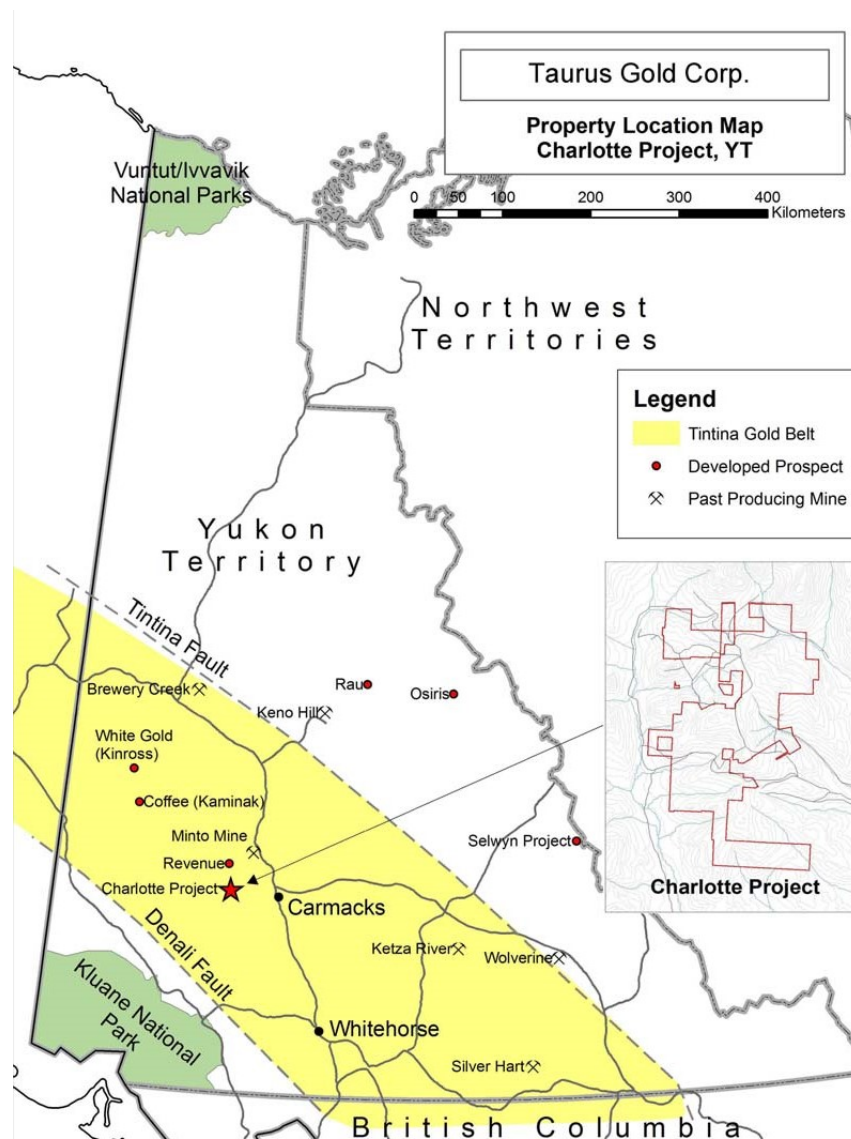 Taurus Gold Corp.
Property Location Map
Charlotte Project, YT
0 50 100 200 300 400
Kilometers
Vuntut/Ivvavik
National Parks
Northwest
Territories
Legend
Tintina Gold Belt
Developed Prospect
Past Producing Mine
Yukon
Territory
Tintina Fault
Brewery Creek
Rau
Osiris
Keno Hill
White Gold
(Kinross)
Coffee (Kaminak)
Minto Mine
Revenue
Selwyn Project
Charlotte Project
Charlotte Project
Carmacks
Denali Fault
Ketza River
Wolverine
Kluane National
Park
Whitehorse
Silver Hart
British Columbia